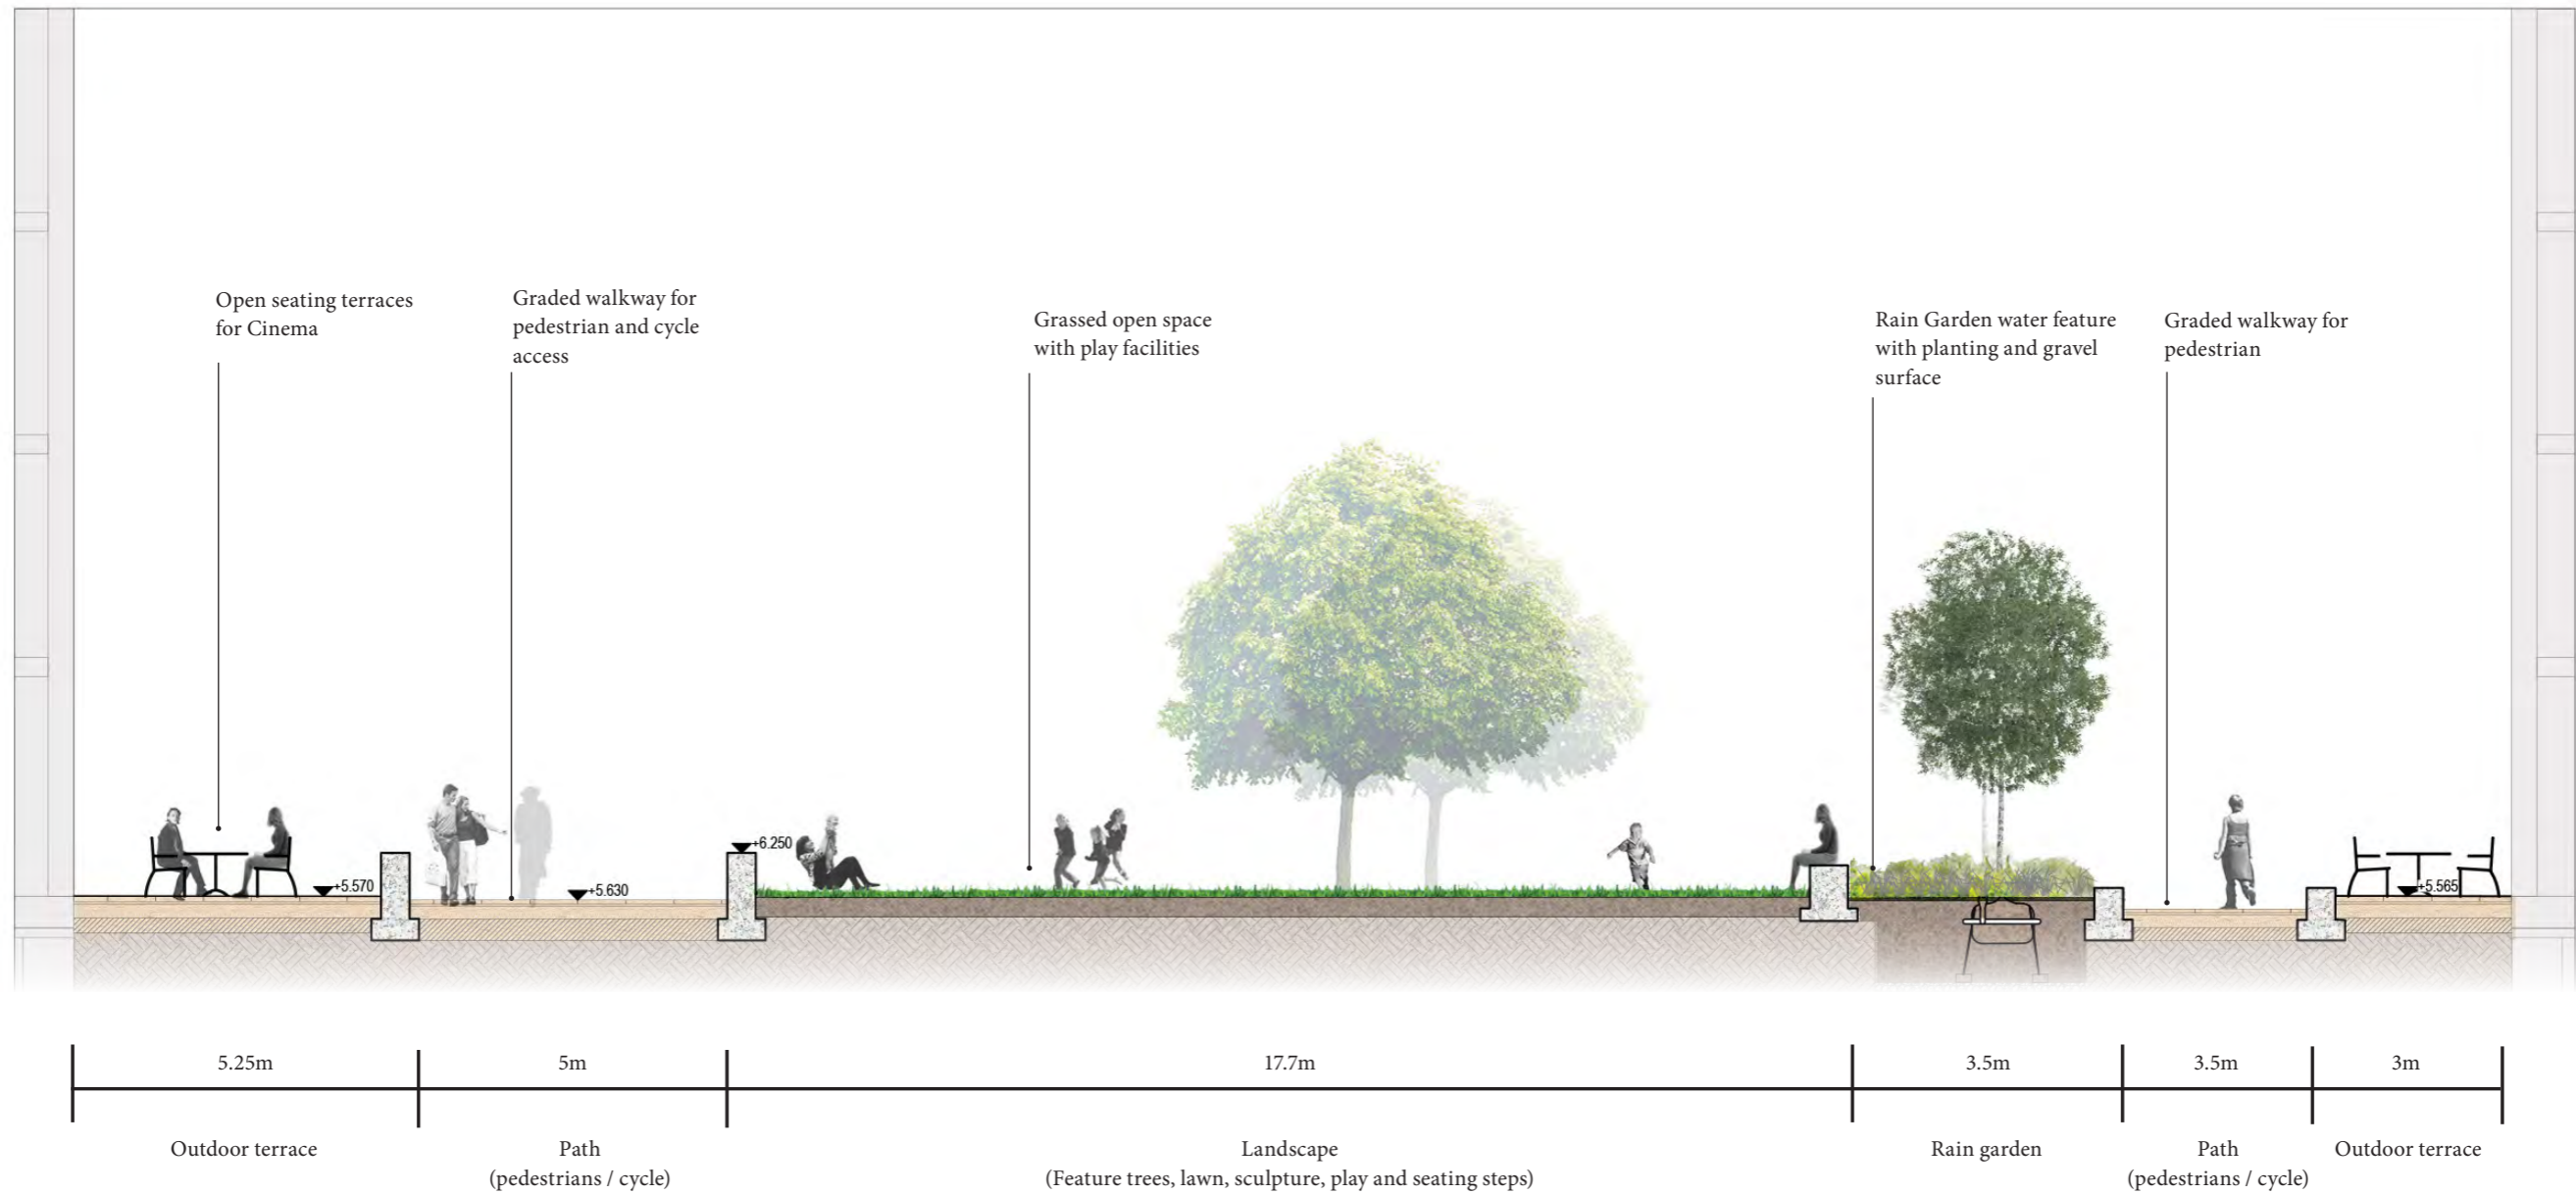 Open seating terraces
for Cinema
Graded walkway for
pedestrian and cycle
access
Grassed open space
with play facilities
Rain Garden water feature
with planting and gravel
surface
Graded walkway for
pedestrian
+5.570
+5.630
+6.250
+5.565
5.25m
5m
17.7m
3.5m
3.5m
3m
Outdoor terrace
Path
(pedestrians / cycle)
Landscape
(Feature trees, lawn, sculpture, play and seating steps)
Rain garden
Path
(pedestrians / cycle)
Outdoor terrace